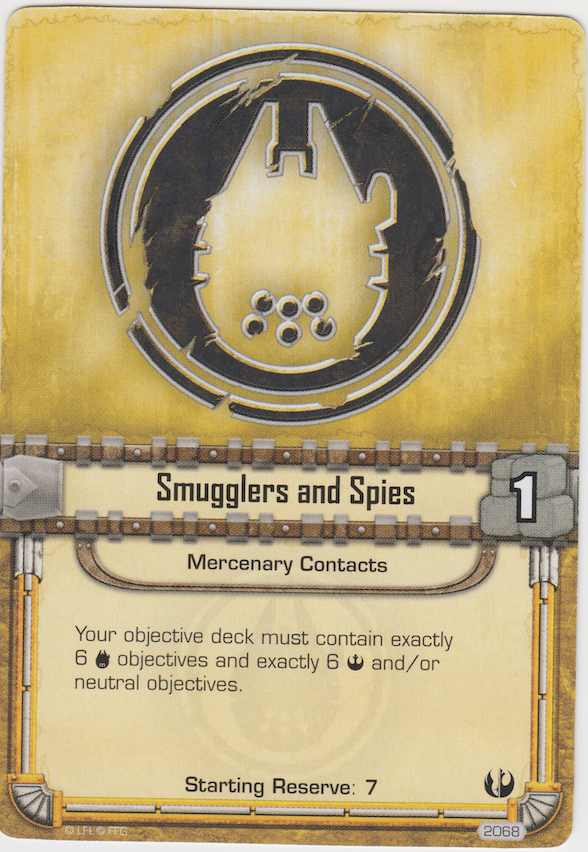 Smugglers and Spies
1
Mercenary Contacts
Your objective deck must contain exactly
6 objectives and exactly 6 and/or
neutral objectives.
Starting Reserve: 7
© LFL © FFG
2068